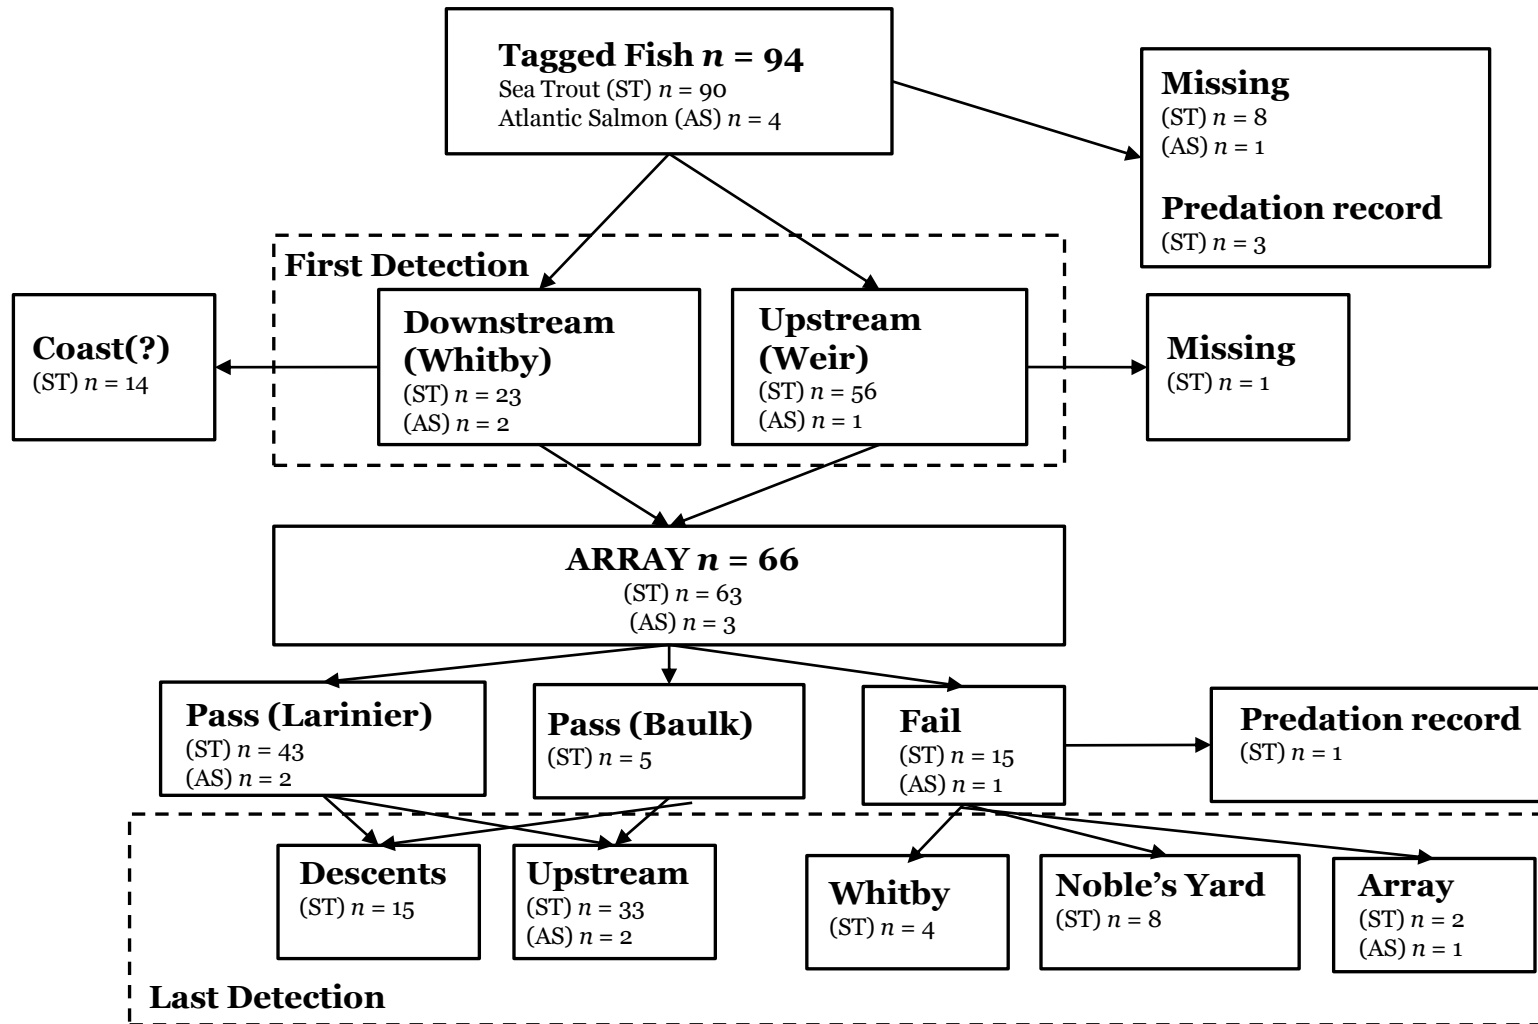 Tagged Fish n = 94
Sea Trout (ST) n = 90
Atlantic Salmon (AS) n = 4
Missing
(ST) n = 8
(AS) n = 1
Predation record
(ST) n = 3
First Detection
Coast(?)
(ST) n = 14
Downstream
(Whitby)
(ST) n = 23
(AS) n = 2
Upstream
(Weir)
(ST) n = 56
(AS) n = 1
Missing
(ST) n = 1
ARRAY n = 66
(ST) n = 63
(AS) n = 3
Pass (Larinier)
(ST) n = 43
(AS) n = 2
Pass (Baulk)
(ST) n = 5
Fail
(ST) n = 15
(AS) n = 1
Predation record
(ST) n = 1
Descents
(ST) n = 15
Upstream
(ST) n = 33
(AS) n = 2
Whitby
(ST) n = 4
Noble's Yard
(ST) n = 8
Array
(ST) n = 2
(AS) n = 1
Last Detection